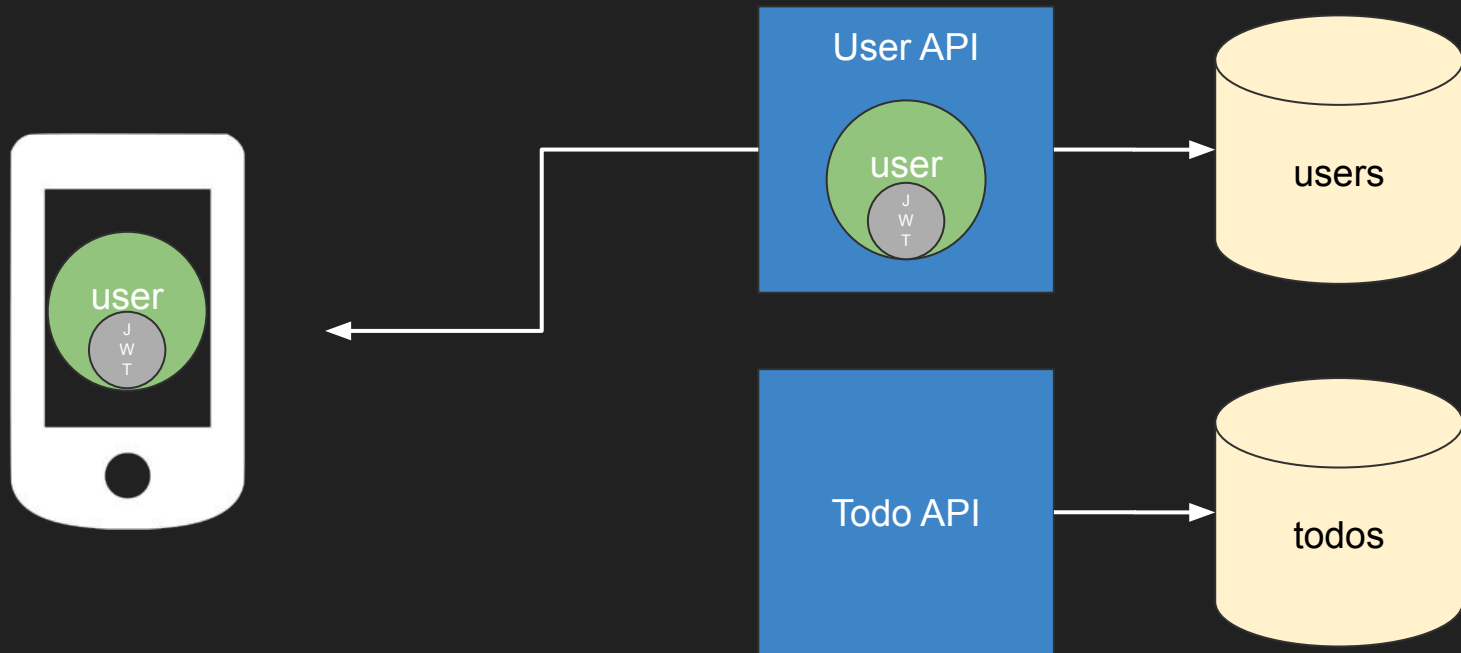 User API
user
J
W
T
users
user
J
W
T
Todo API
todos